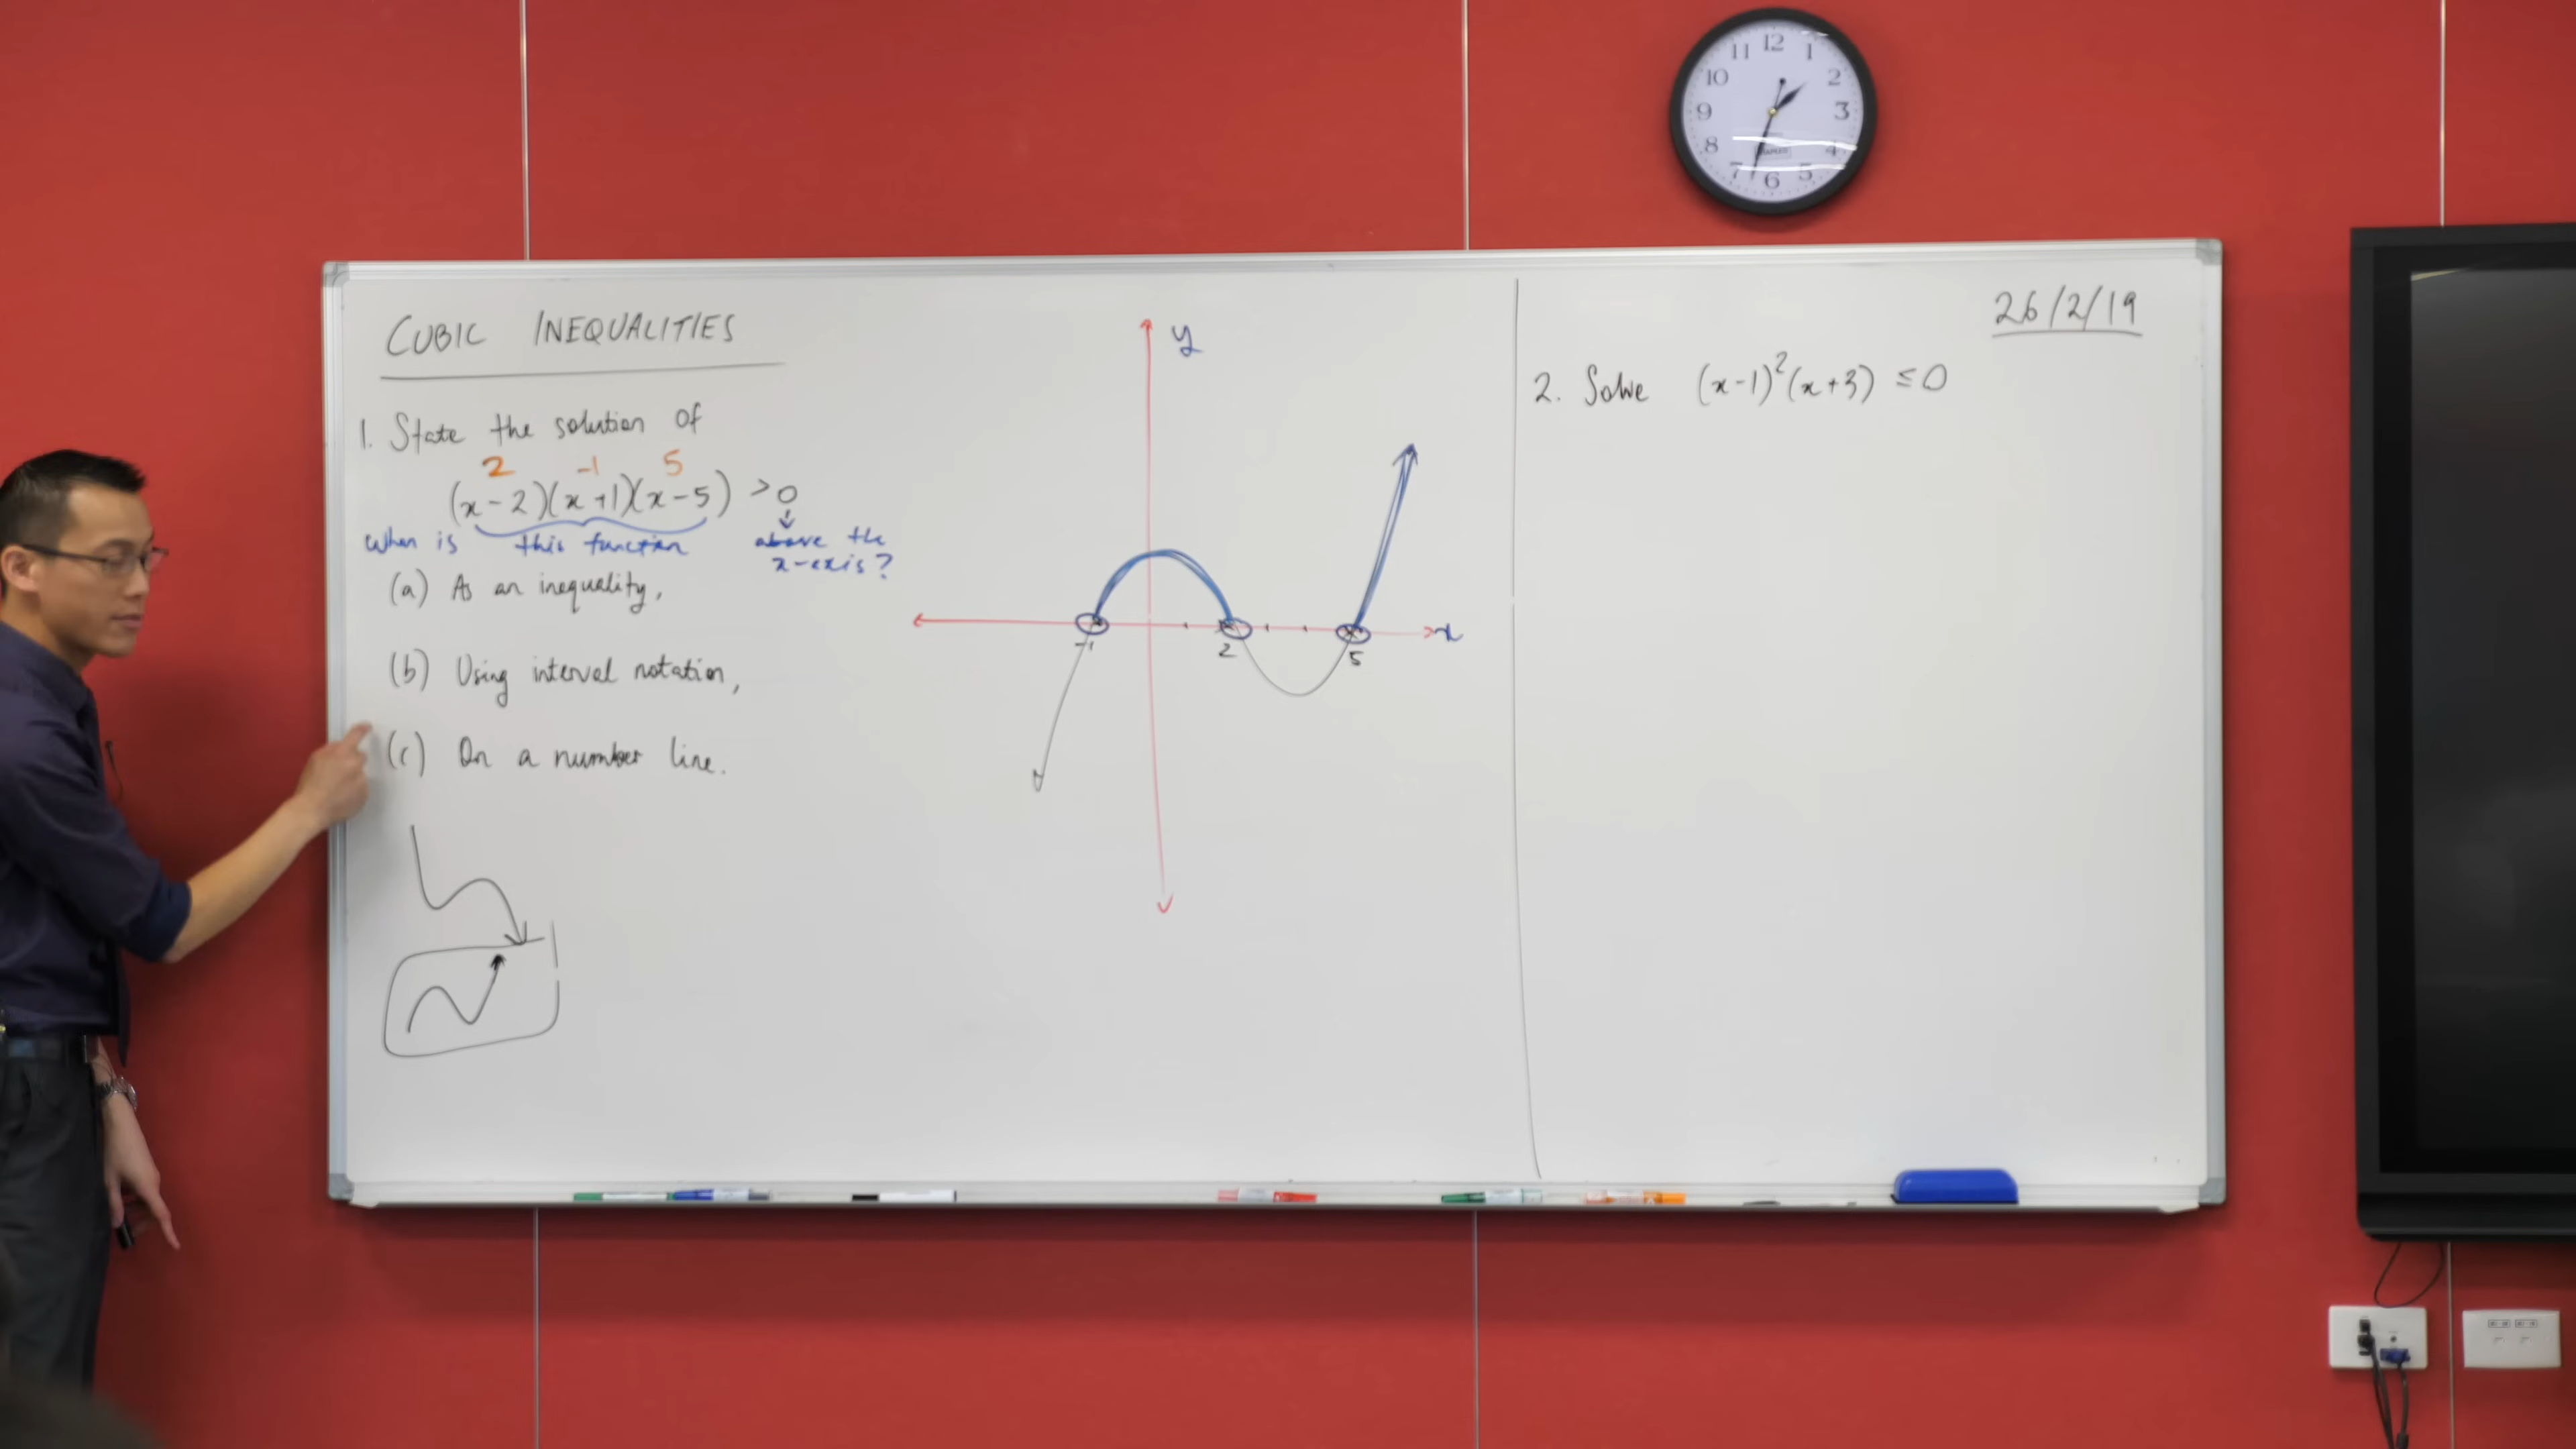 CUBIC INEQUALITIES
1. State the solution of
2 -1 5
(x-2)(x+1)(x-5) > 0
when is this function above the
x-axis?
(a) As an inequality,
(b) Using interval notation,
(c) On a number line.
y
x
-1 2 5
26/2/19
2. Solve (x-1)²(x+3) ≤ 0
12
1
2
3
4
5
6
7
8
9
10
11